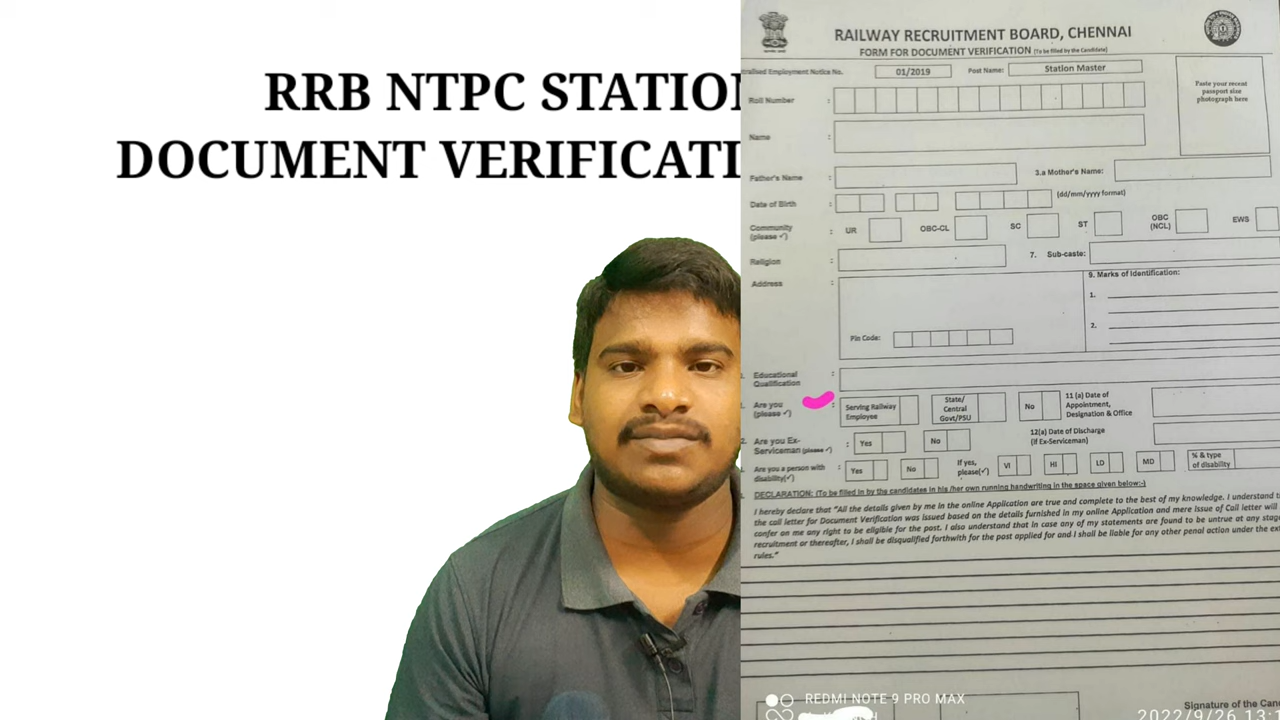 RRB NTPC STATION
DOCUMENT VERIFICATI
RAILWAY RECRUITMENT BOARD, CHENNAI
FORM FOR DOCUMENT VERIFICATION (To be filled by the Candidate)
tralised Employment Notice No. 01/2019 Post Name: Station Master
Paste your recent
passport size
photograph here
Roll Number :
Name :
Father's Name : 3.a Mother's Name:
Date of Birth : (dd/mm/yyyy format)
Community (please ✓) : UR OBC-CL SC ST OBC (NCL) EWS
Religion : 7. Sub-caste:
Address : 9. Marks of Identification:
1.
2.
Pin Code:
Educational Qualification :
Are you (please ✓) : Serving Railway Employee State/ Central Govt/PSU No 11 (a) Date of Appointment, Designation & Office
Are you Ex-Serviceman (please ✓) : Yes No 12(a) Date of Discharge (if Ex-Serviceman)
Are you a person with disability(✓) : Yes No If yes, please(✓) VI HI LD MD % & type of disability
DECLARATION: (To be filled in by the candidates in his /her own running handwriting in the space given below:-)
I hereby declare that "All the details given by me in the online Application are true and complete to the best of my knowledge. I understand t
the call letter for Document Verification was issued based on the details furnished in my online Application and mere issue of Call letter will
confer on me any right to be eligible for the post. I also understand that in case any of my statements are found to be untrue at any stag
recruitment or thereafter, I shall be disqualified forthwith for the post applied for and I shall be liable for any other penal action under the ext
rules."
REDMI NOTE 9 PRO MAX
Signature of the Can
2022/9/26 13:1